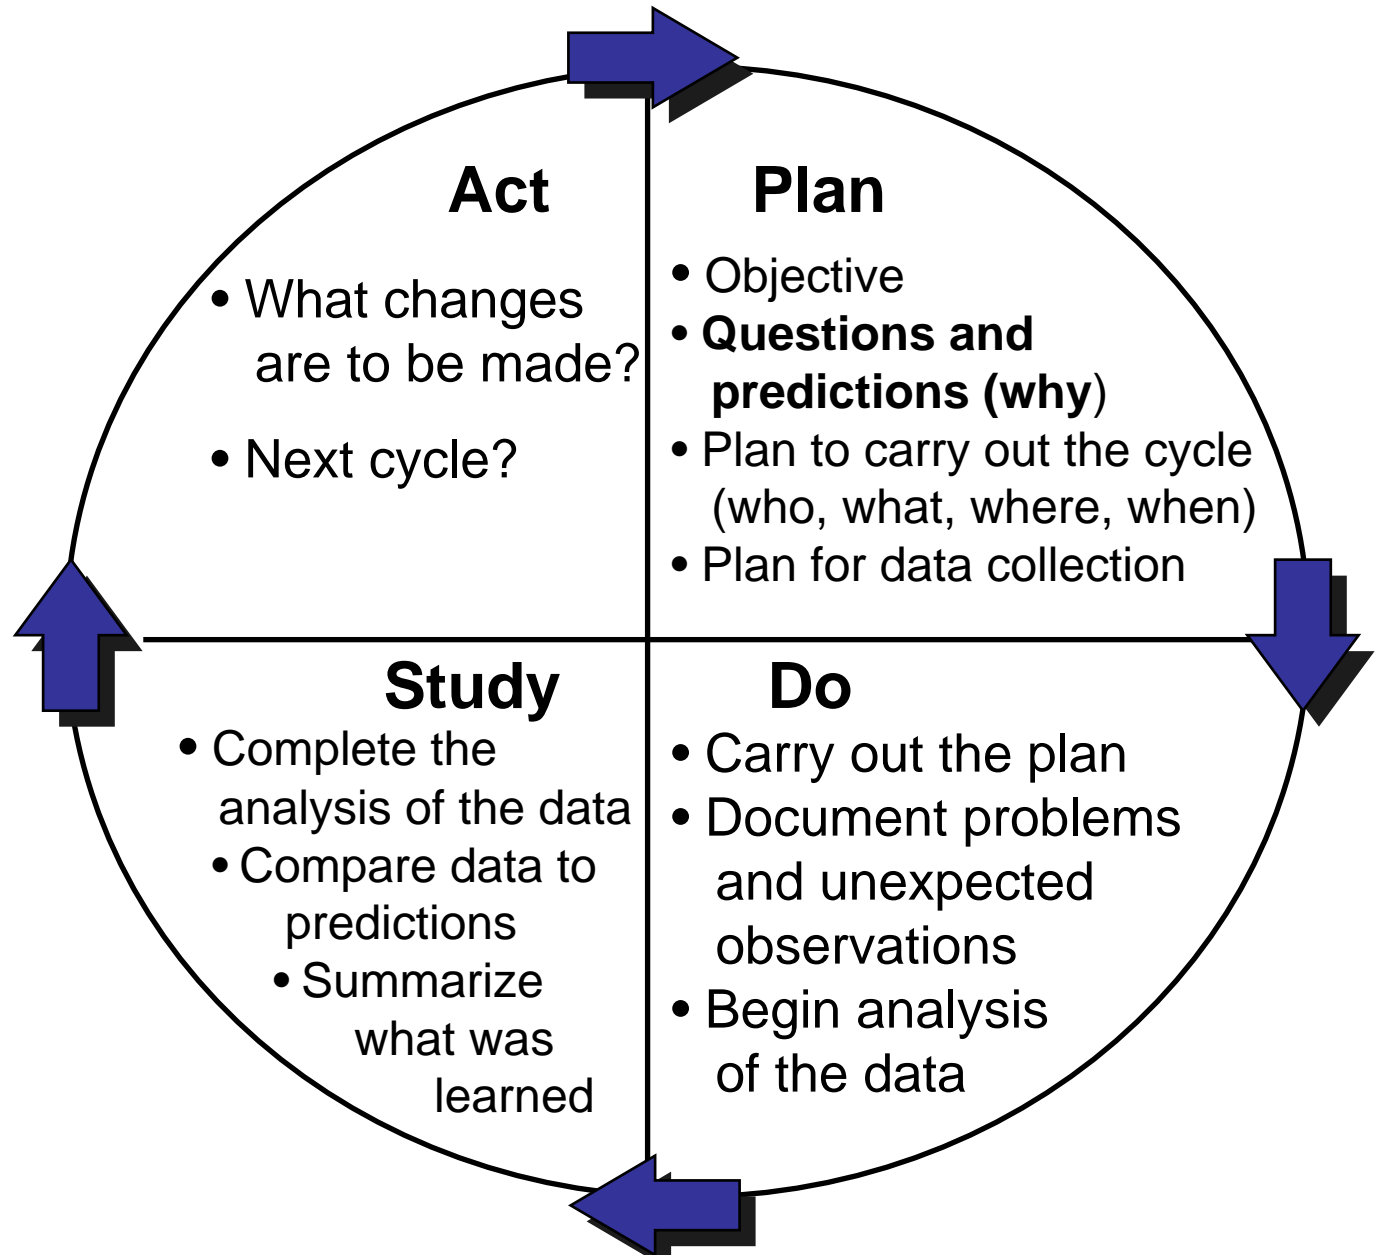 Act
• What changes
are to be made?
• Next cycle?
Plan
• Objective
• Questions and
predictions (why)
• Plan to carry out the cycle
(who, what, where, when)
• Plan for data collection
Study
• Complete the
analysis of the data
• Compare data to
predictions
• Summarize
what was
learned
Do
• Carry out the plan
• Document problems
and unexpected
observations
• Begin analysis
of the data